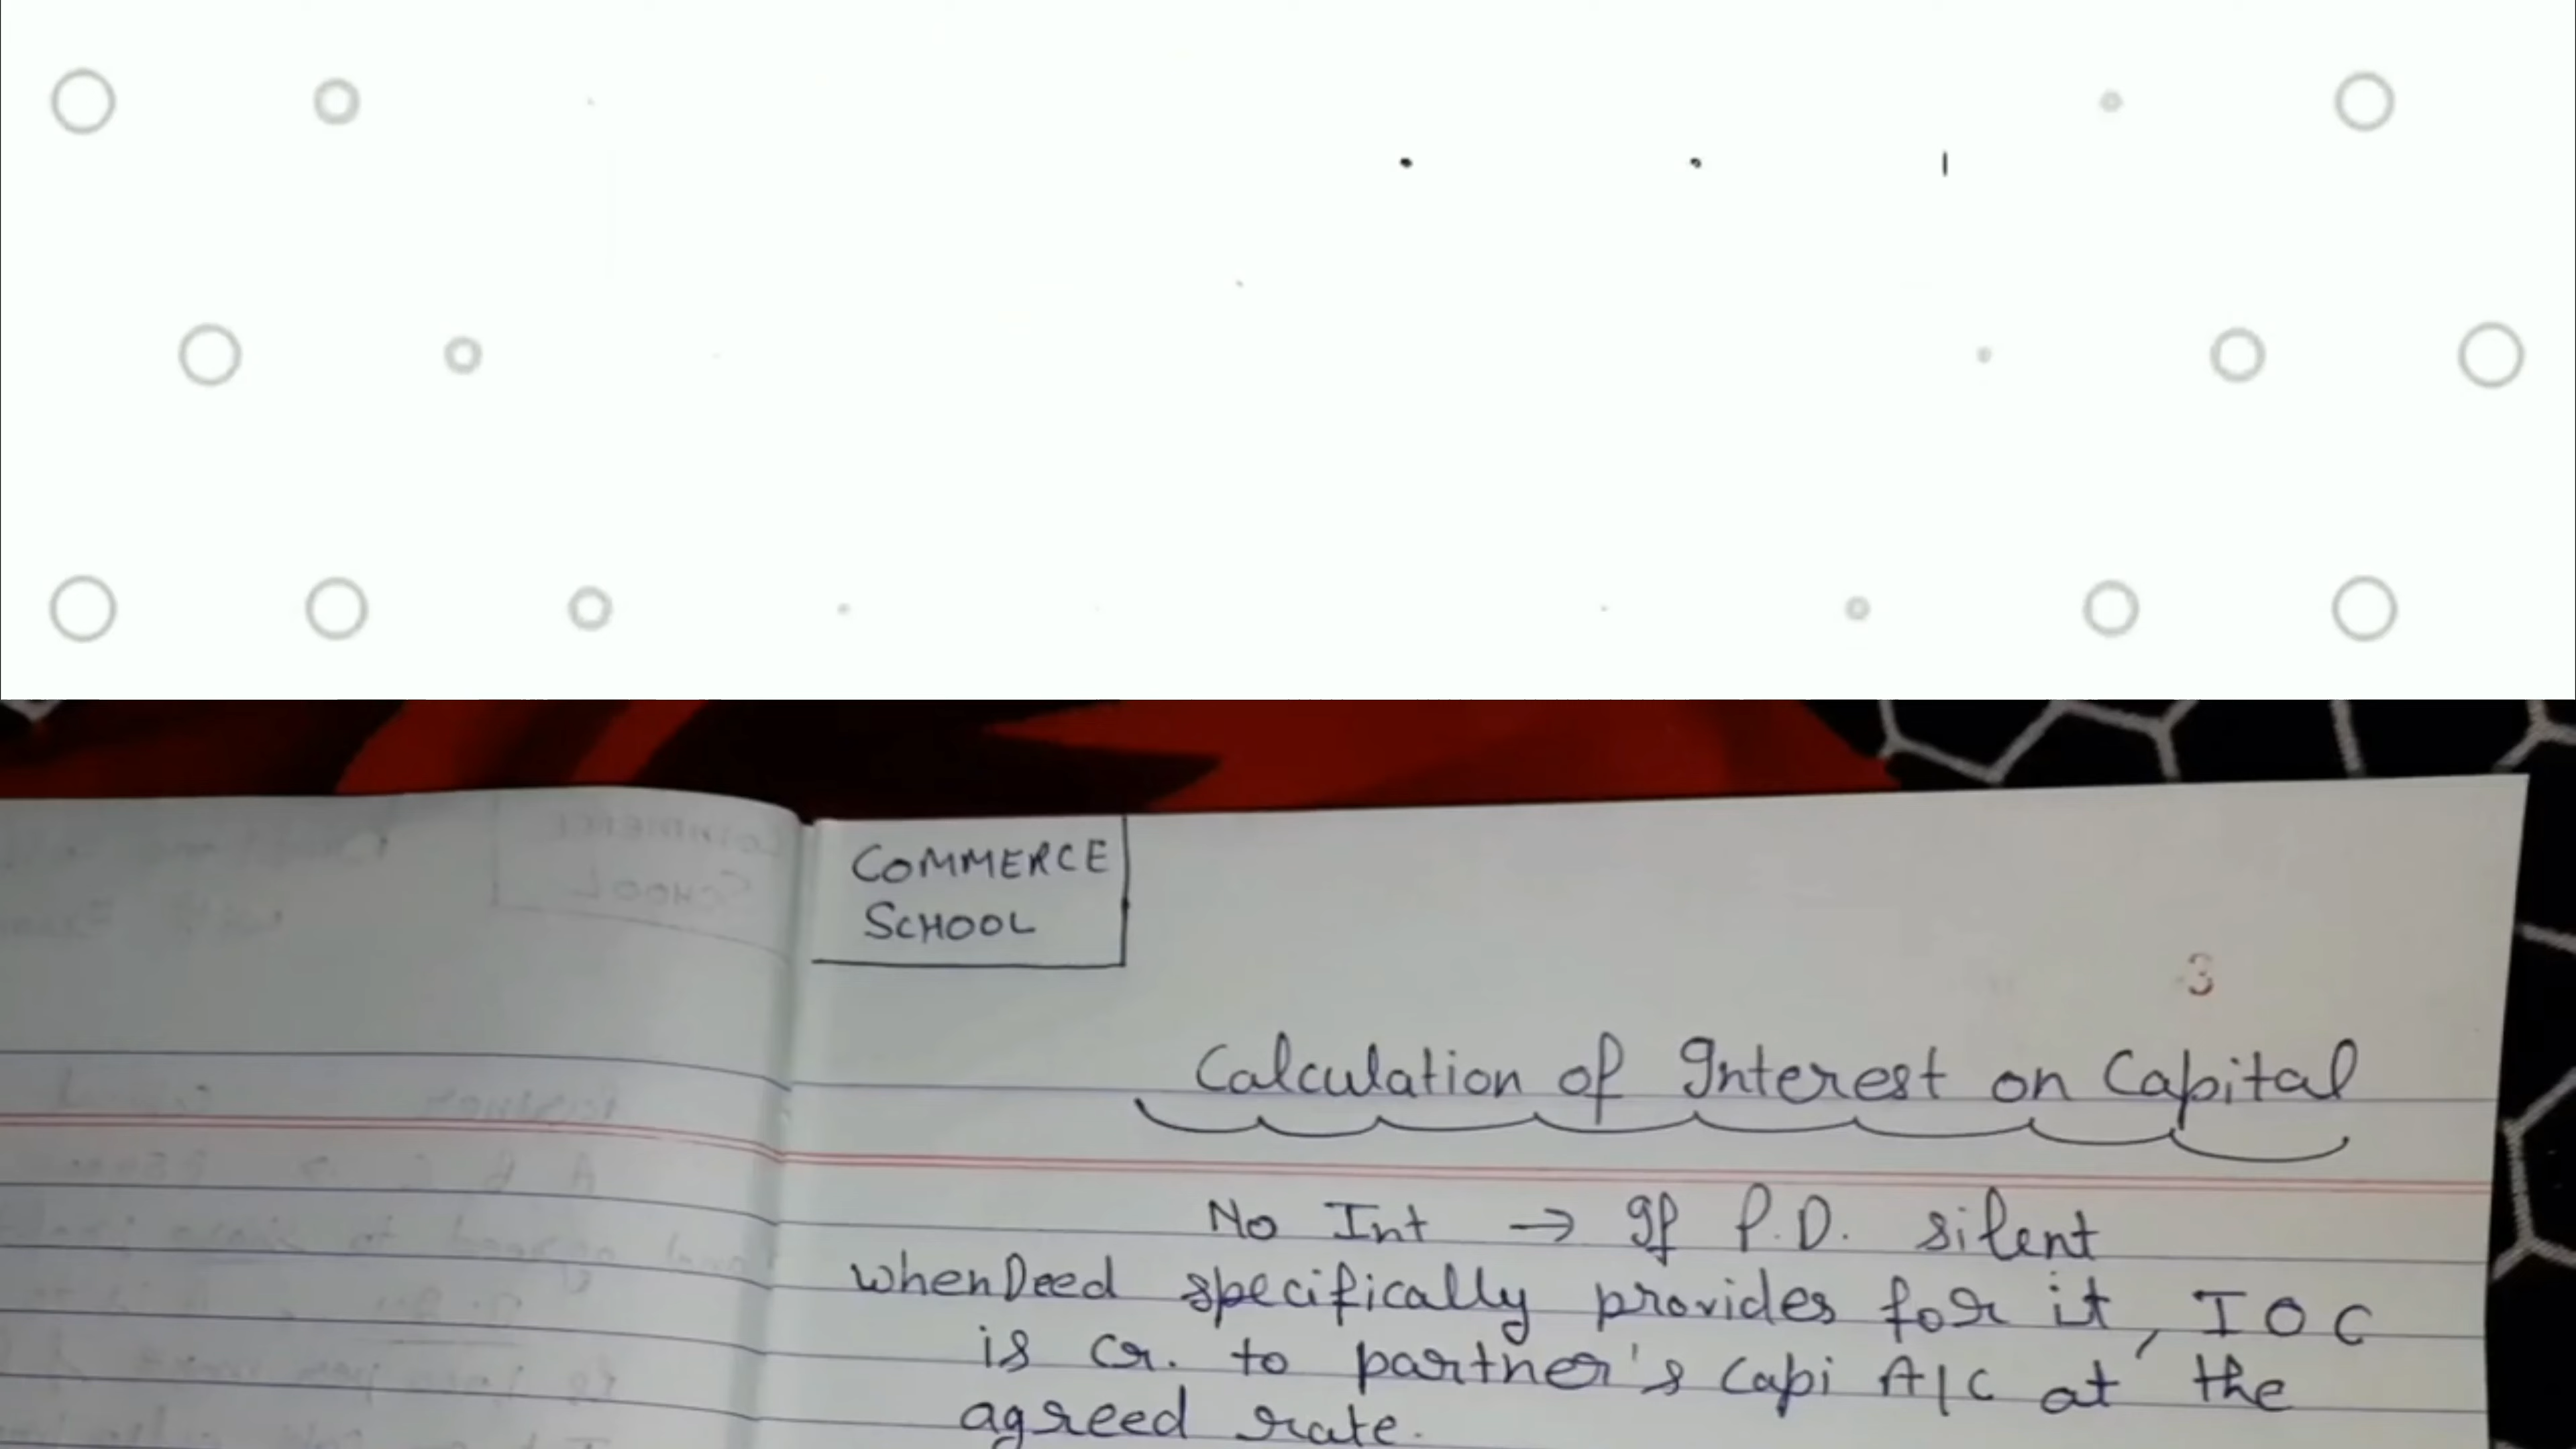 COMMERCE
SCHOOL
3
Calculation of Interest on Capital
No Int → If P.D. silent
when Deed specifically provides for it, IOC
is cr. to partner's Capi A/C at the
agreed rate.